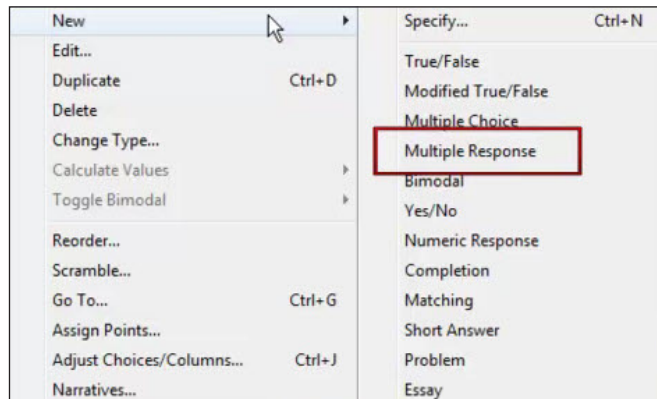 New
Edit...
Duplicate Ctrl+D
Delete
Change Type...
Calculate Values
Toggle Bimodal
Reorder...
Scramble...
Go To... Ctrl+G
Assign Points...
Adjust Choices/Columns... Ctrl+J
Narratives...
Specify... Ctrl+N
True/False
Modified True/False
Multiple Choice
Multiple Response
Bimodal
Yes/No
Numeric Response
Completion
Matching
Short Answer
Problem
Essay